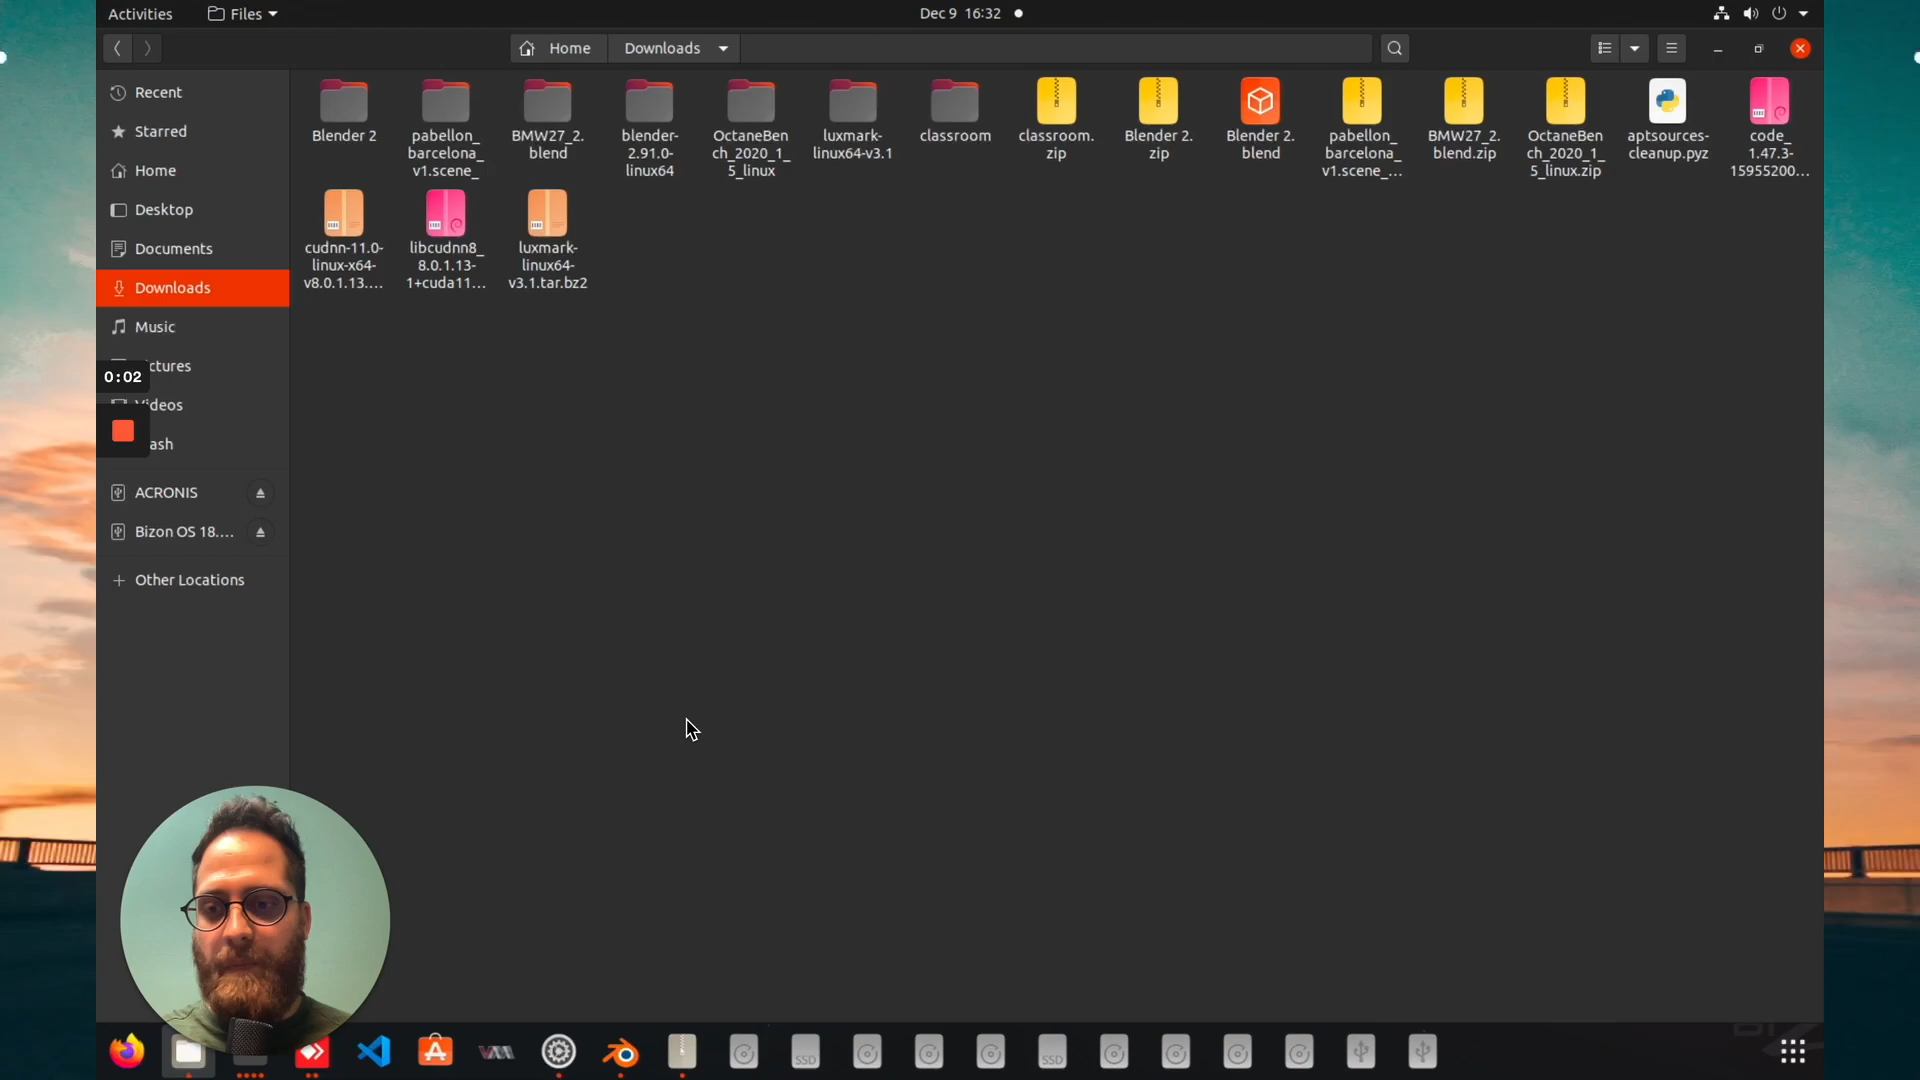 Activities
Files
Dec 9 16:32
Home
Downloads
Recent
Starred
Home
Desktop
Documents
Downloads
Music
ctures
Videos
ash
ACRONIS
Bizon OS 18....
Other Locations
0:02
Blender 2
pabellon_
barcelona_
v1.scene_
BMW27_2.
blend
blender-
2.91.0-
linux64
OctaneBen
ch_2020_1_
5_linux
luxmark-
linux64-v3.1
classroom
classroom.
zip
Blender 2.
zip
Blender 2.
blend
pabellon_
barcelona_
v1.scene_...
BMW27_2.
blend.zip
OctaneBen
ch_2020_1_
5_linux.zip
aptsources-
cleanup.pyz
code_
1.47.3-
15955200...
cudnn-11.0-
linux-x64-
v8.0.1.13....
libcudnn8_
8.0.1.13-
1+cuda11...
luxmark-
linux64-
v3.1.tar.bz2
SSD
SSD